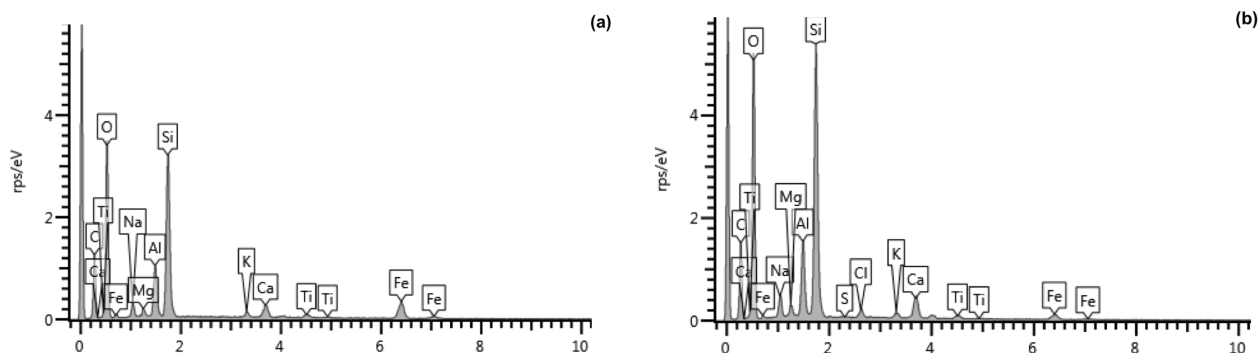 (a)
rps/eV
4
2
0
O
Si
Ti
Na
C
Al
Ca
Fe
Mg
K
Ca
Ti
Ti
Fe
Fe
0 2 4 6 8 10
(b)
rps/eV
4
2
0
Si
O
Ti
Mg
C
Al
Ca
Na
Fe
S
Cl
K
Ca
Ti
Ti
Fe
Fe
0 2 4 6 8 10